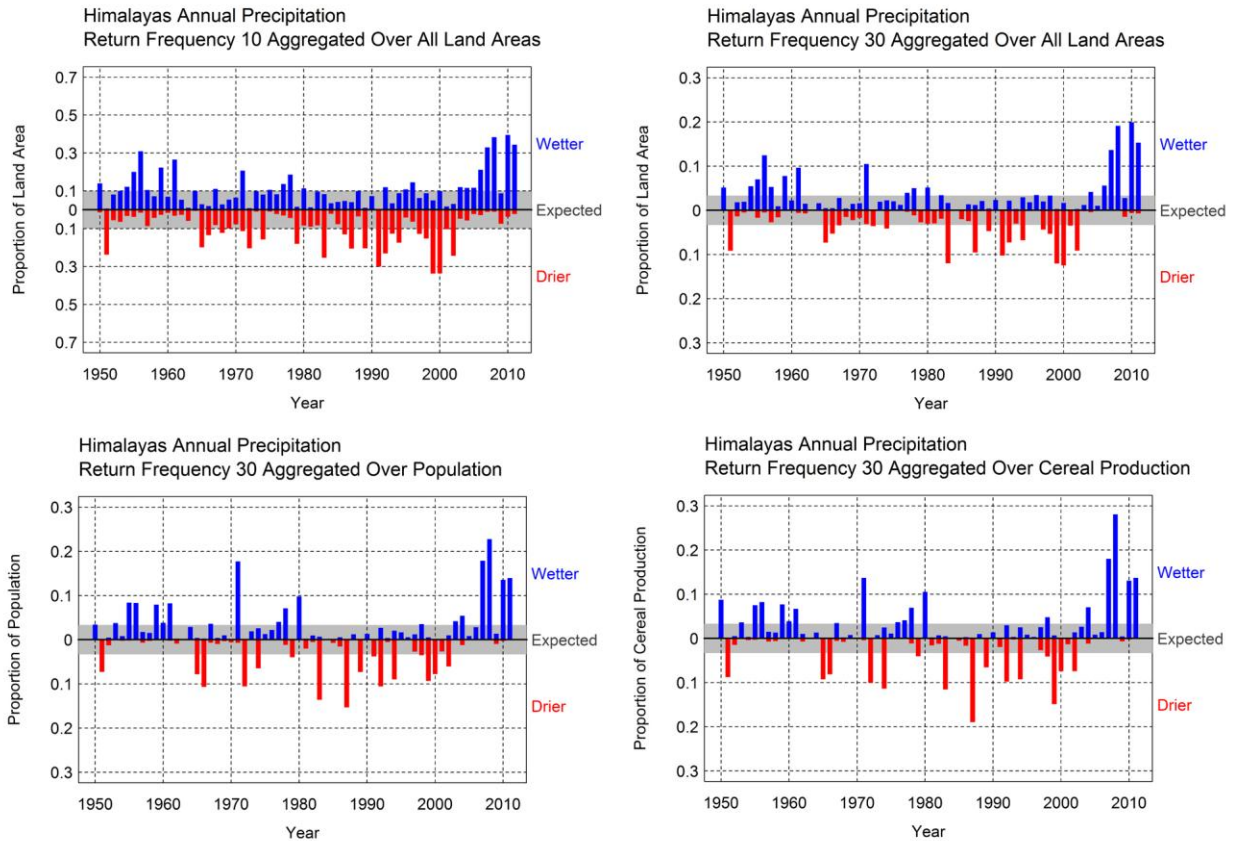 Himalayas Annual Precipitation
Return Frequency 10 Aggregated Over All Land Areas
Proportion of Land Area
0.7
0.5
0.3
0.1
0
0.1
0.3
0.5
0.7
Wetter
Expected
Drier
1950 1960 1970 1980 1990 2000 2010
Year
Himalayas Annual Precipitation
Return Frequency 30 Aggregated Over All Land Areas
Proportion of Land Area
0.3
0.2
0.1
0
0.1
0.2
0.3
Wetter
Expected
Drier
1950 1960 1970 1980 1990 2000 2010
Year
Himalayas Annual Precipitation
Return Frequency 30 Aggregated Over Population
Proportion of Population
0.3
0.2
0.1
0
0.1
0.2
0.3
Wetter
Expected
Drier
1950 1960 1970 1980 1990 2000 2010
Year
Himalayas Annual Precipitation
Return Frequency 30 Aggregated Over Cereal Production
Proportion of Cereal Production
0.3
0.2
0.1
0
0.1
0.2
0.3
Wetter
Expected
Drier
1950 1960 1970 1980 1990 2000 2010
Year